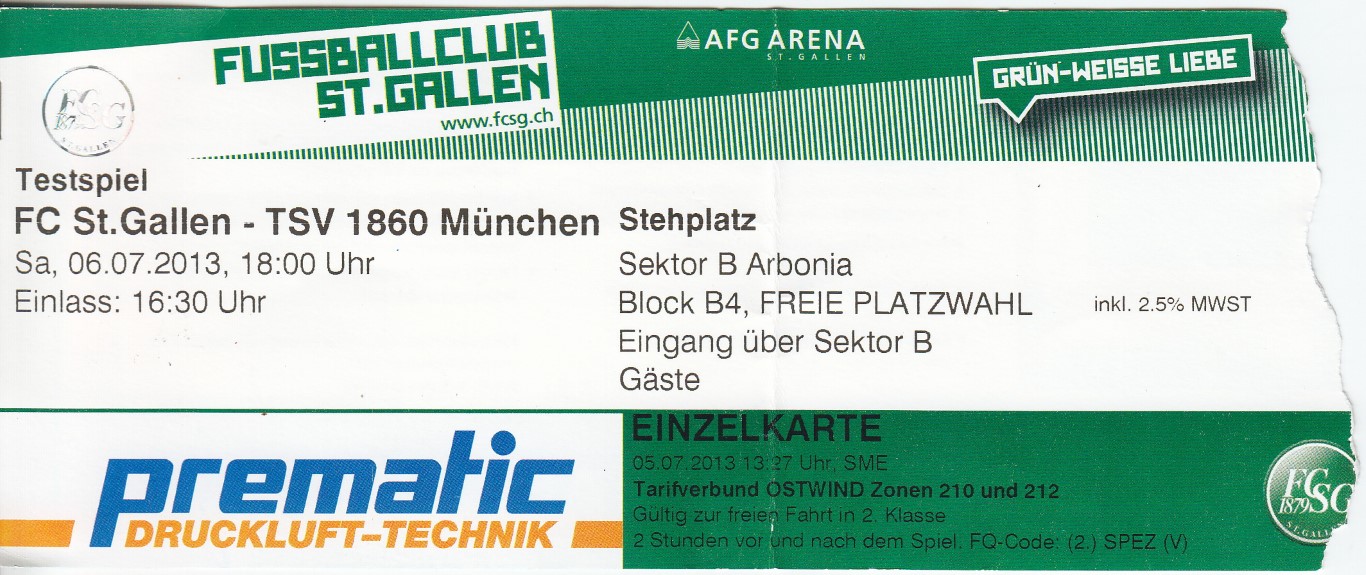 FUSSBALLCLUB
ST.GALLEN
www.fcsg.ch
AFG ARENA
ST. GALLEN
GRÜN-WEISSE LIEBE
FCSG
1879
ST.GALLEN
Testspiel
FC St.Gallen - TSV 1860 München
Sa, 06.07.2013, 18:00 Uhr
Einlass: 16:30 Uhr
Stehplatz
Sektor B Arbonia
Block B4, FREIE PLATZWAHL
inkl. 2.5% MWST
Eingang über Sektor B
Gäste
prematic
DRUCKLUFT-TECHNIK
EINZELKARTE
05.07.2013 13:27 Uhr, SME
Tarifverbund OSTWIND Zonen 210 und 212
Gültig zur freien Fahrt in 2. Klasse
2 Stunden vor und nach dem Spiel. FQ-Code: (2.) SPEZ (V)
FCSG
1879